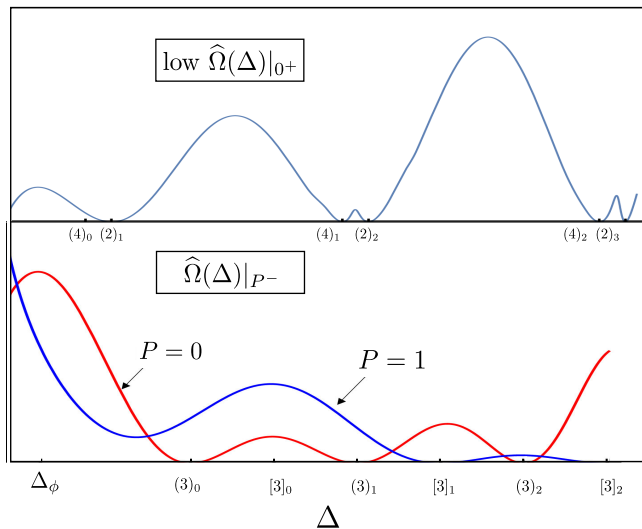 low Ω̂(Δ)|₀₊
(4)₀ (2)₁ (4)₁ (2)₂ (4)₂ (2)₃
Ω̂(Δ)|P−
P = 0
P = 1
Δϕ (3)₀ [3]₀ (3)₁ [3]₁ (3)₂ [3]₂
Δ